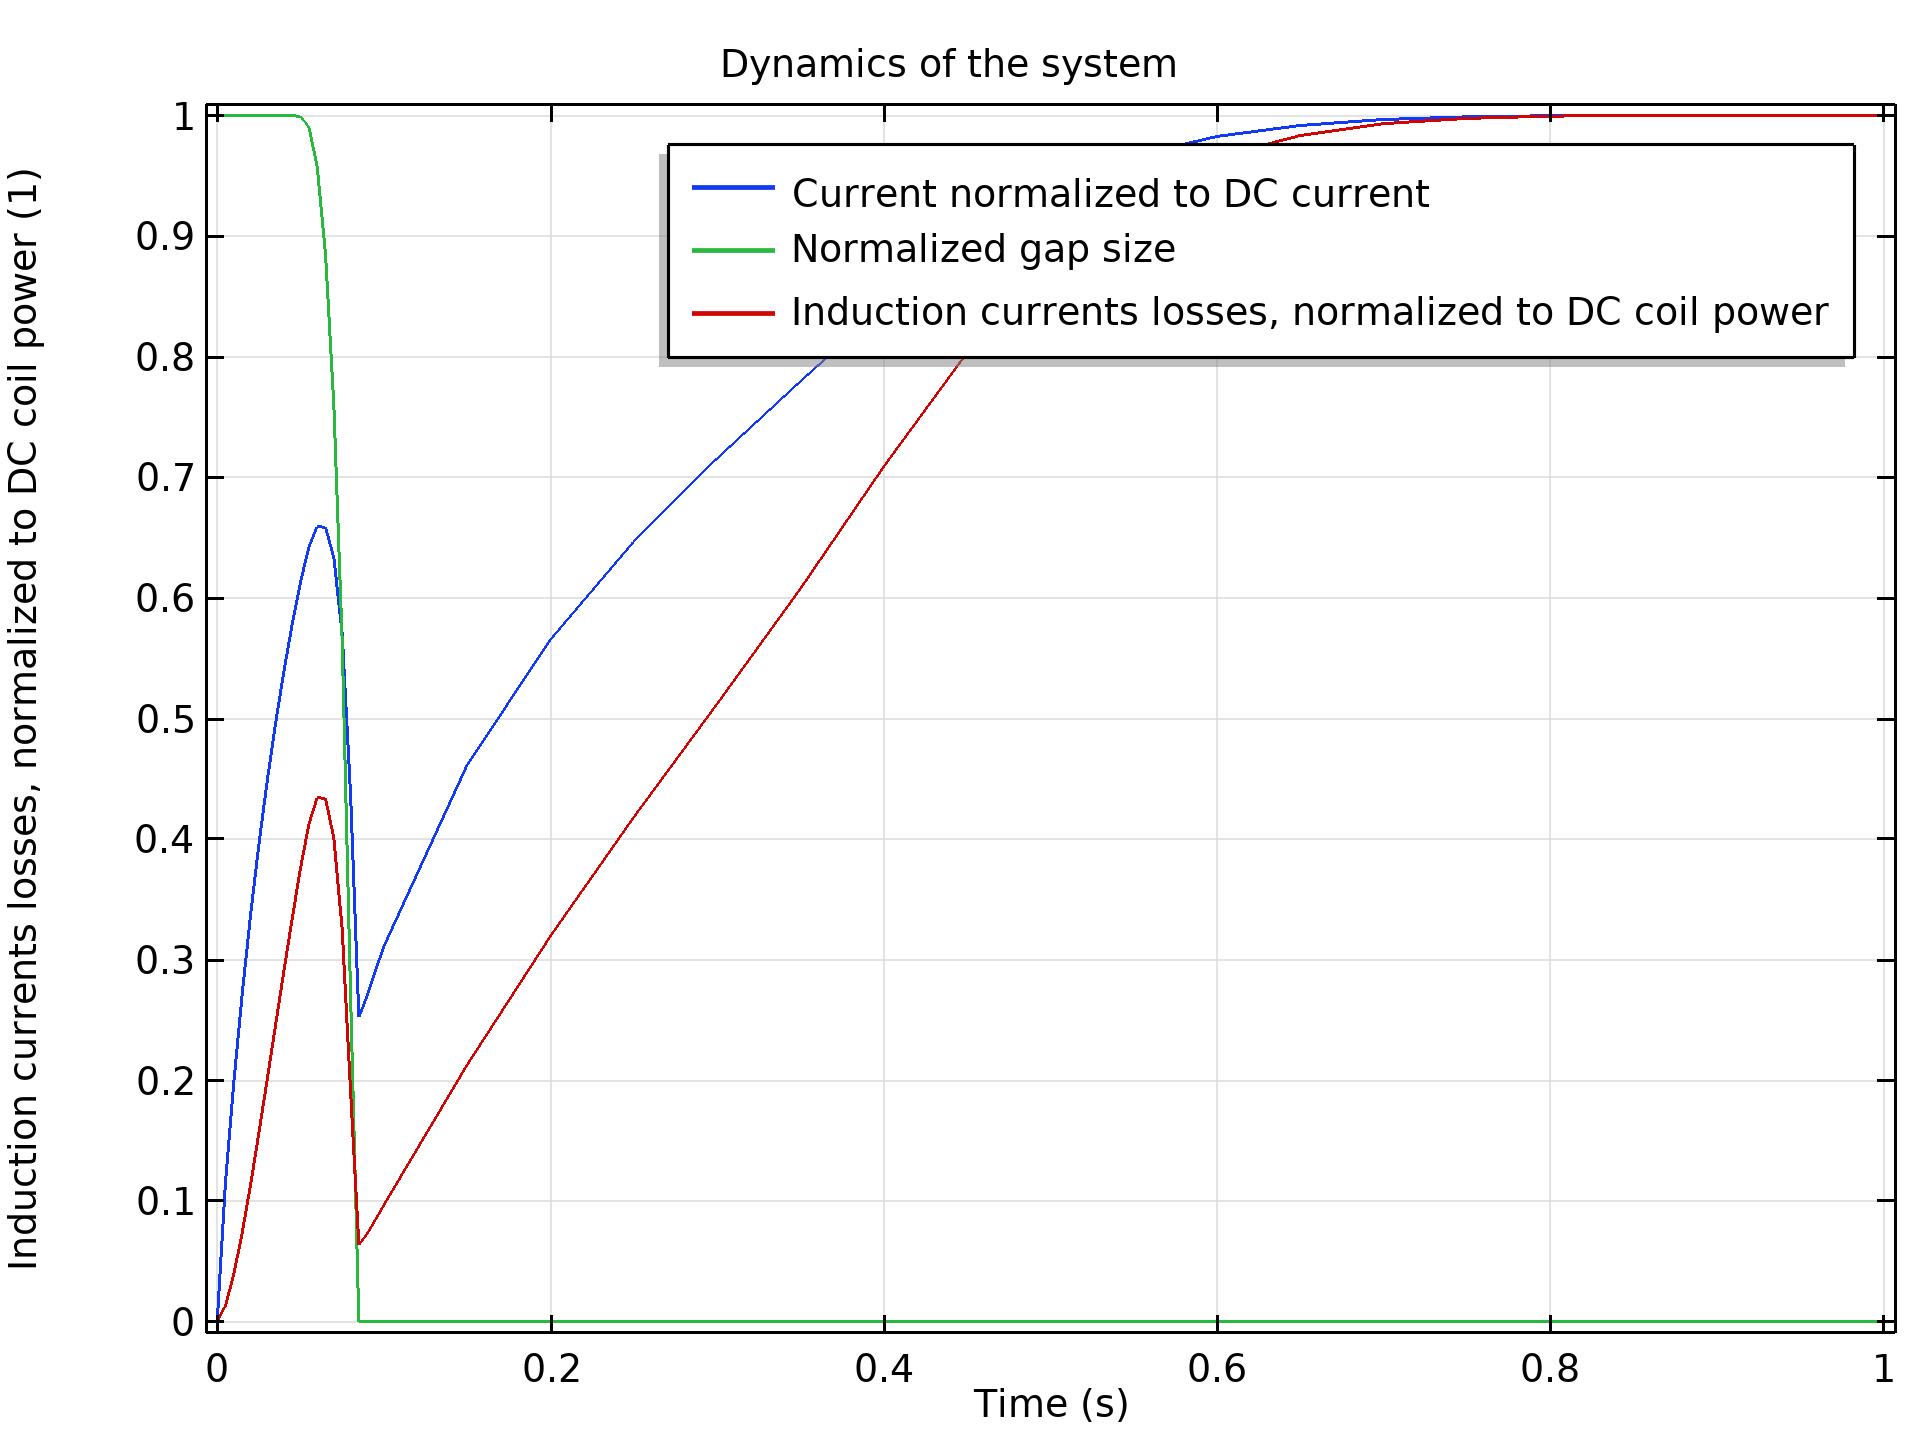 Dynamics of the system
Induction currents losses, normalized to DC coil power (1)
1
0.9
0.8
0.7
0.6
0.5
0.4
0.3
0.2
0.1
0
Current normalized to DC current
Normalized gap size
Induction currents losses, normalized to DC coil power
0 0.2 0.4 0.6 0.8 1
Time (s)